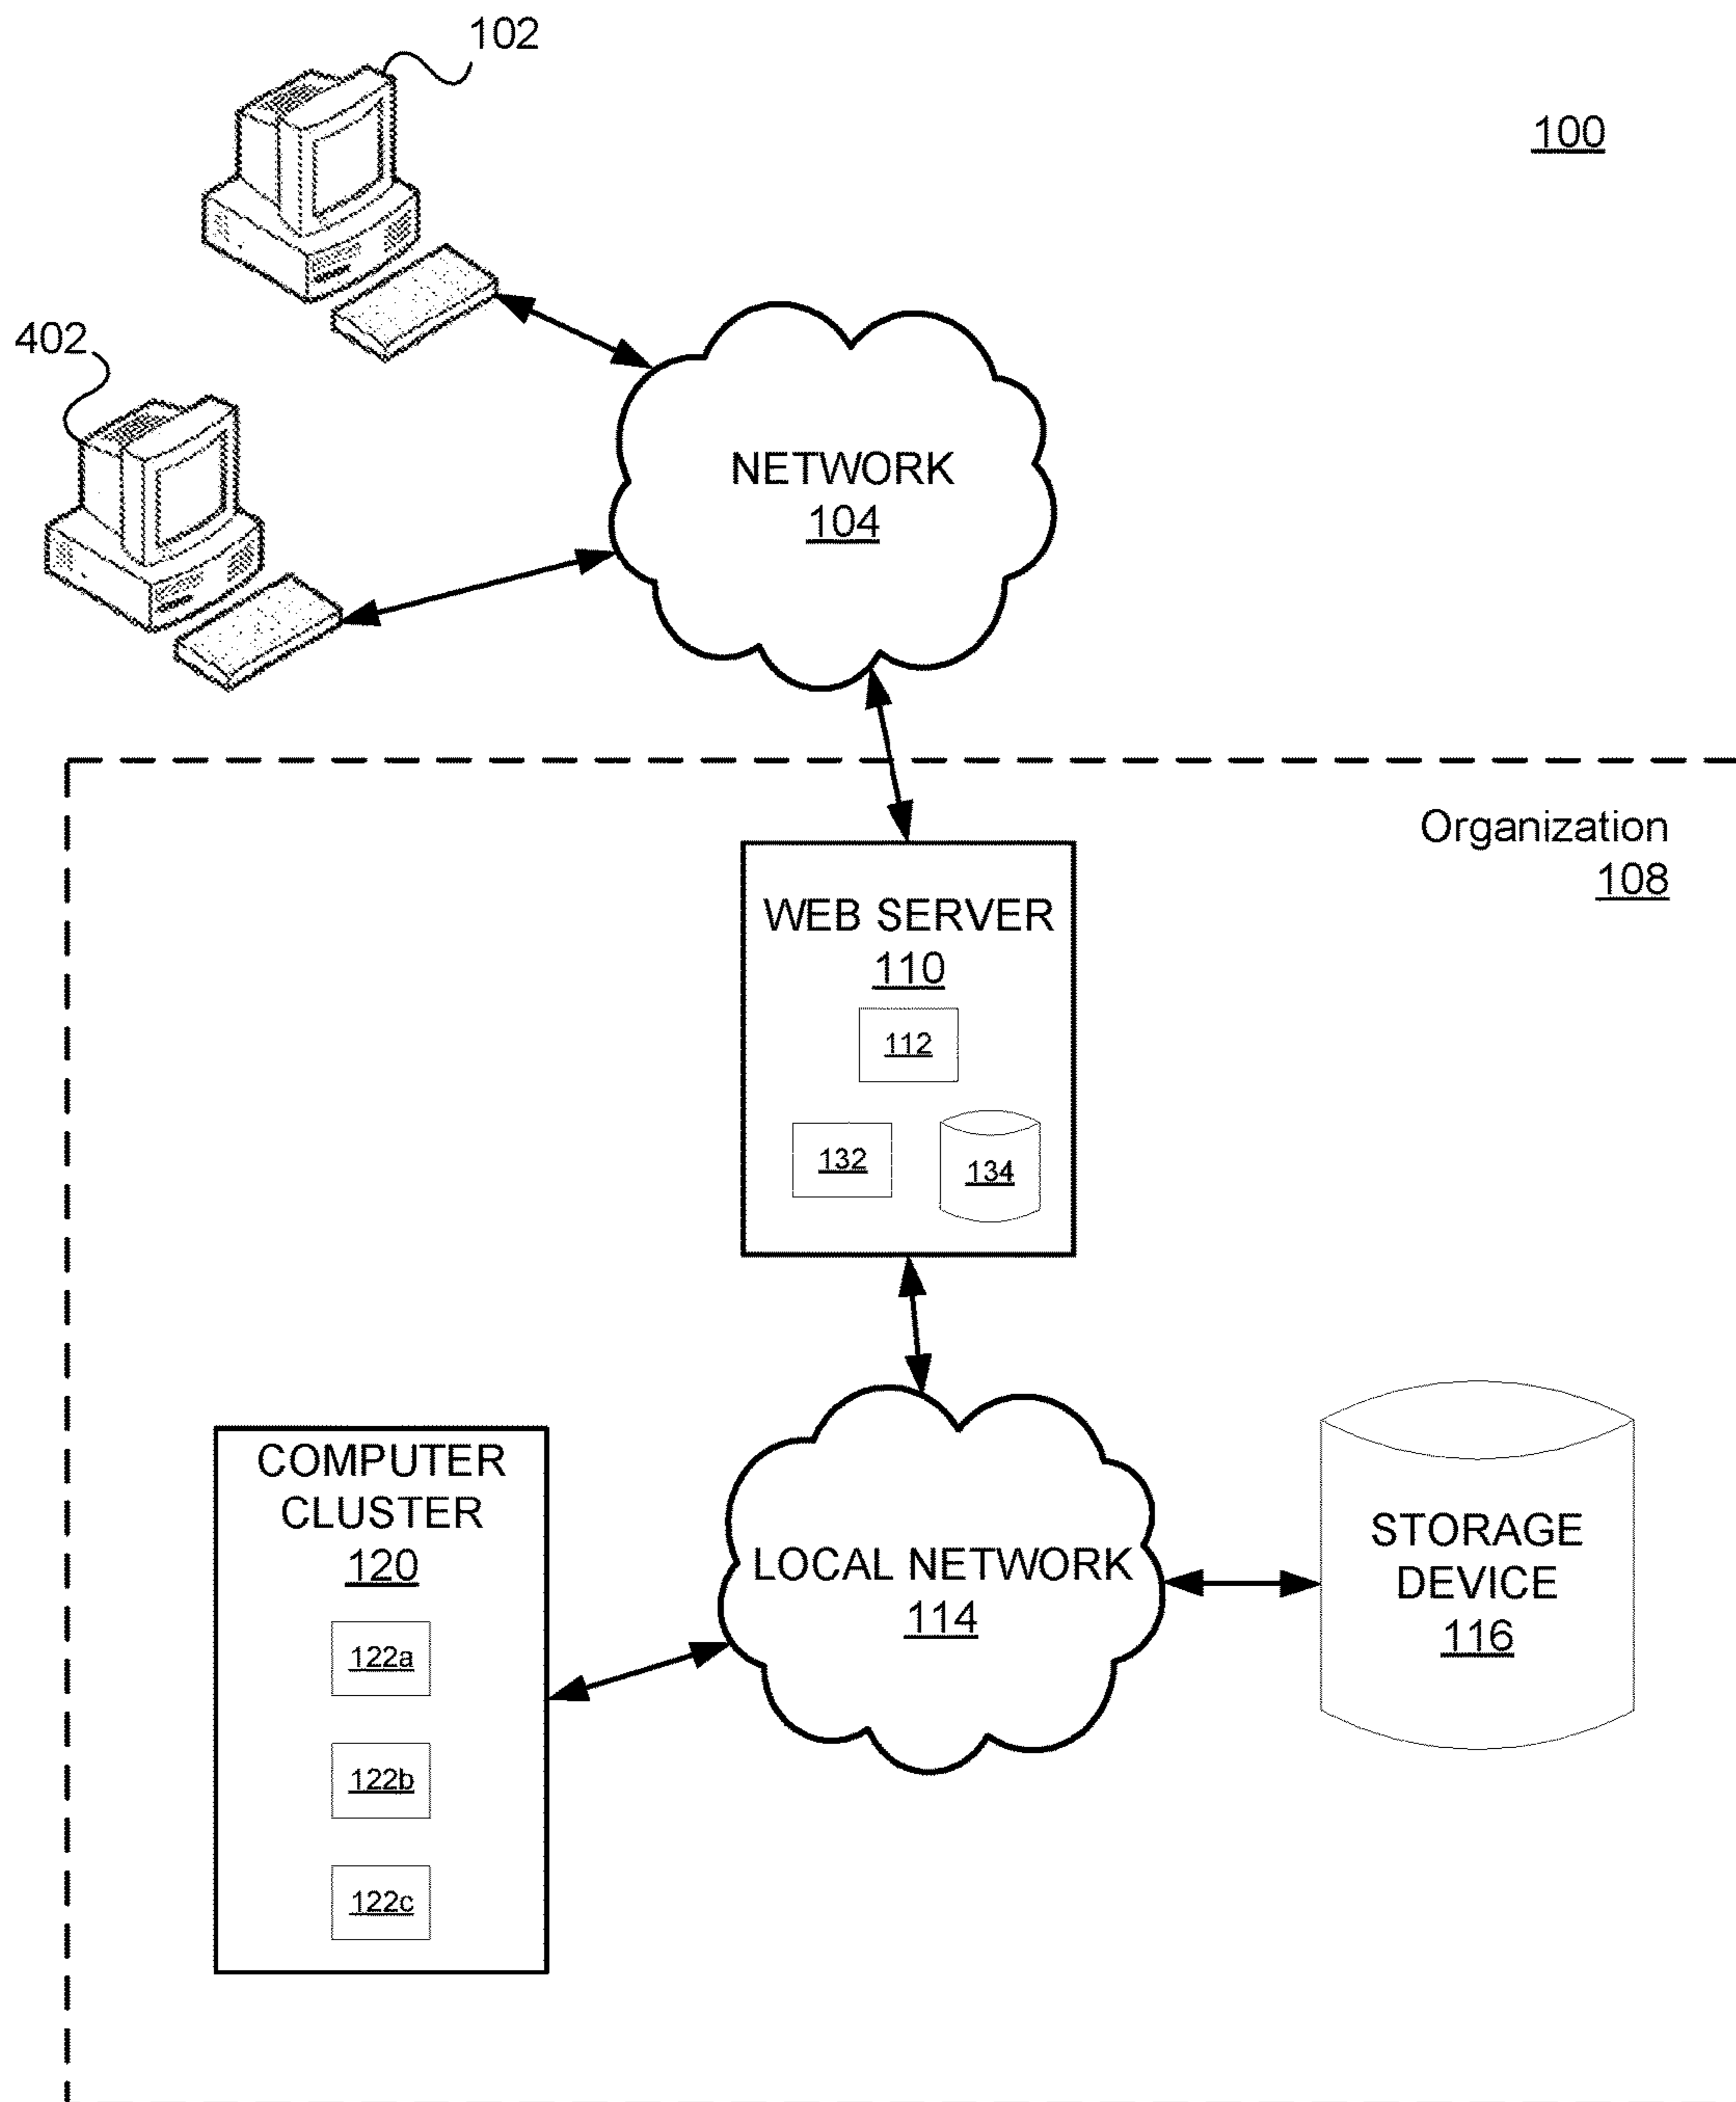 102
100
402
NETWORK
104
Organization
108
WEB SERVER
110
112
132
134
COMPUTER
CLUSTER
120
122a
122b
122c
LOCAL NETWORK
114
STORAGE
DEVICE
116